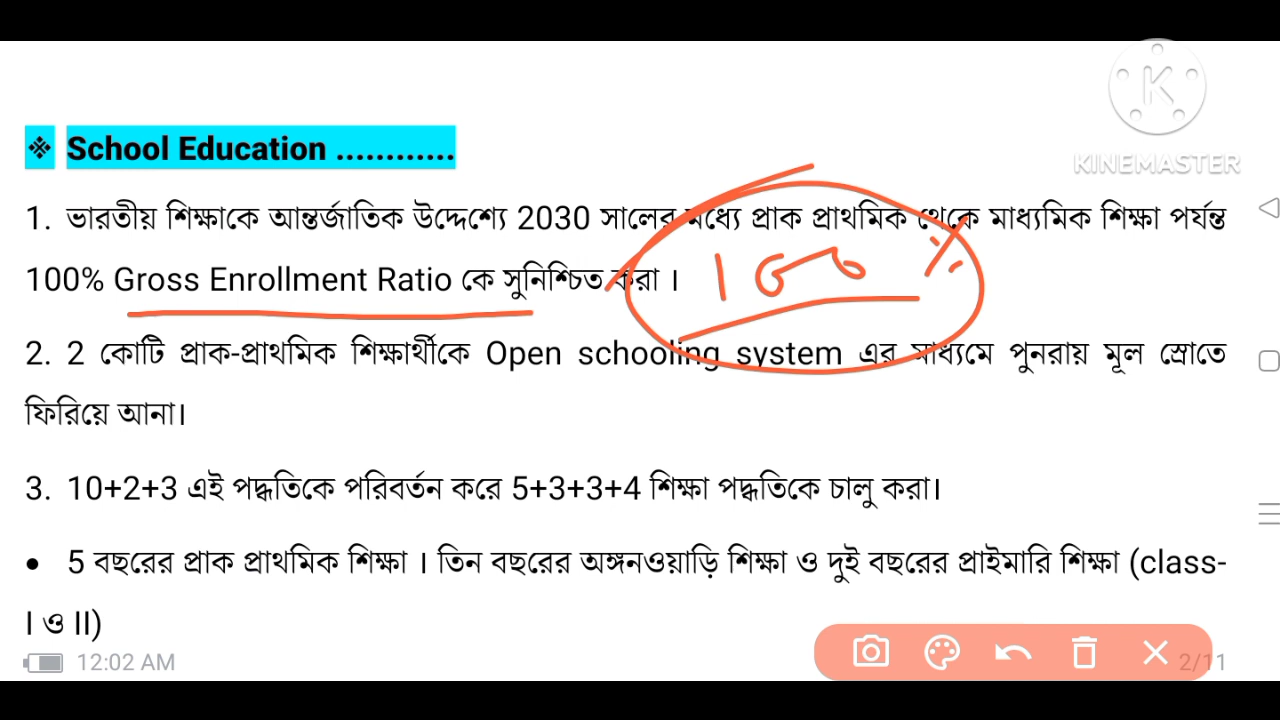 KINEMASTER
❖ School Education ............
1. ভারতীয় শিক্ষাকে আন্তর্জাতিক উদ্দেশ্যে 2030 সালের মধ্যে প্রাক প্রাথমিক থেকে মাধ্যমিক শিক্ষা পর্যন্ত
100% Gross Enrollment Ratio কে সুনিশ্চিত করা ।
100 %
2. 2 কোটি প্রাক-প্রাথমিক শিক্ষার্থীকে Open schooling system এর মাধ্যমে পুনরায় মূল স্রোতে
ফিরিয়ে আনা।
3. 10+2+3 এই পদ্ধতিকে পরিবর্তন করে 5+3+3+4 শিক্ষা পদ্ধতিকে চালু করা।
• 5 বছরের প্রাক প্রাথমিক শিক্ষা । তিন বছরের অঙ্গনওয়াড়ি শিক্ষা ও দুই বছরের প্রাইমারি শিক্ষা (class-
I ও II)
12:02 AM
2/11